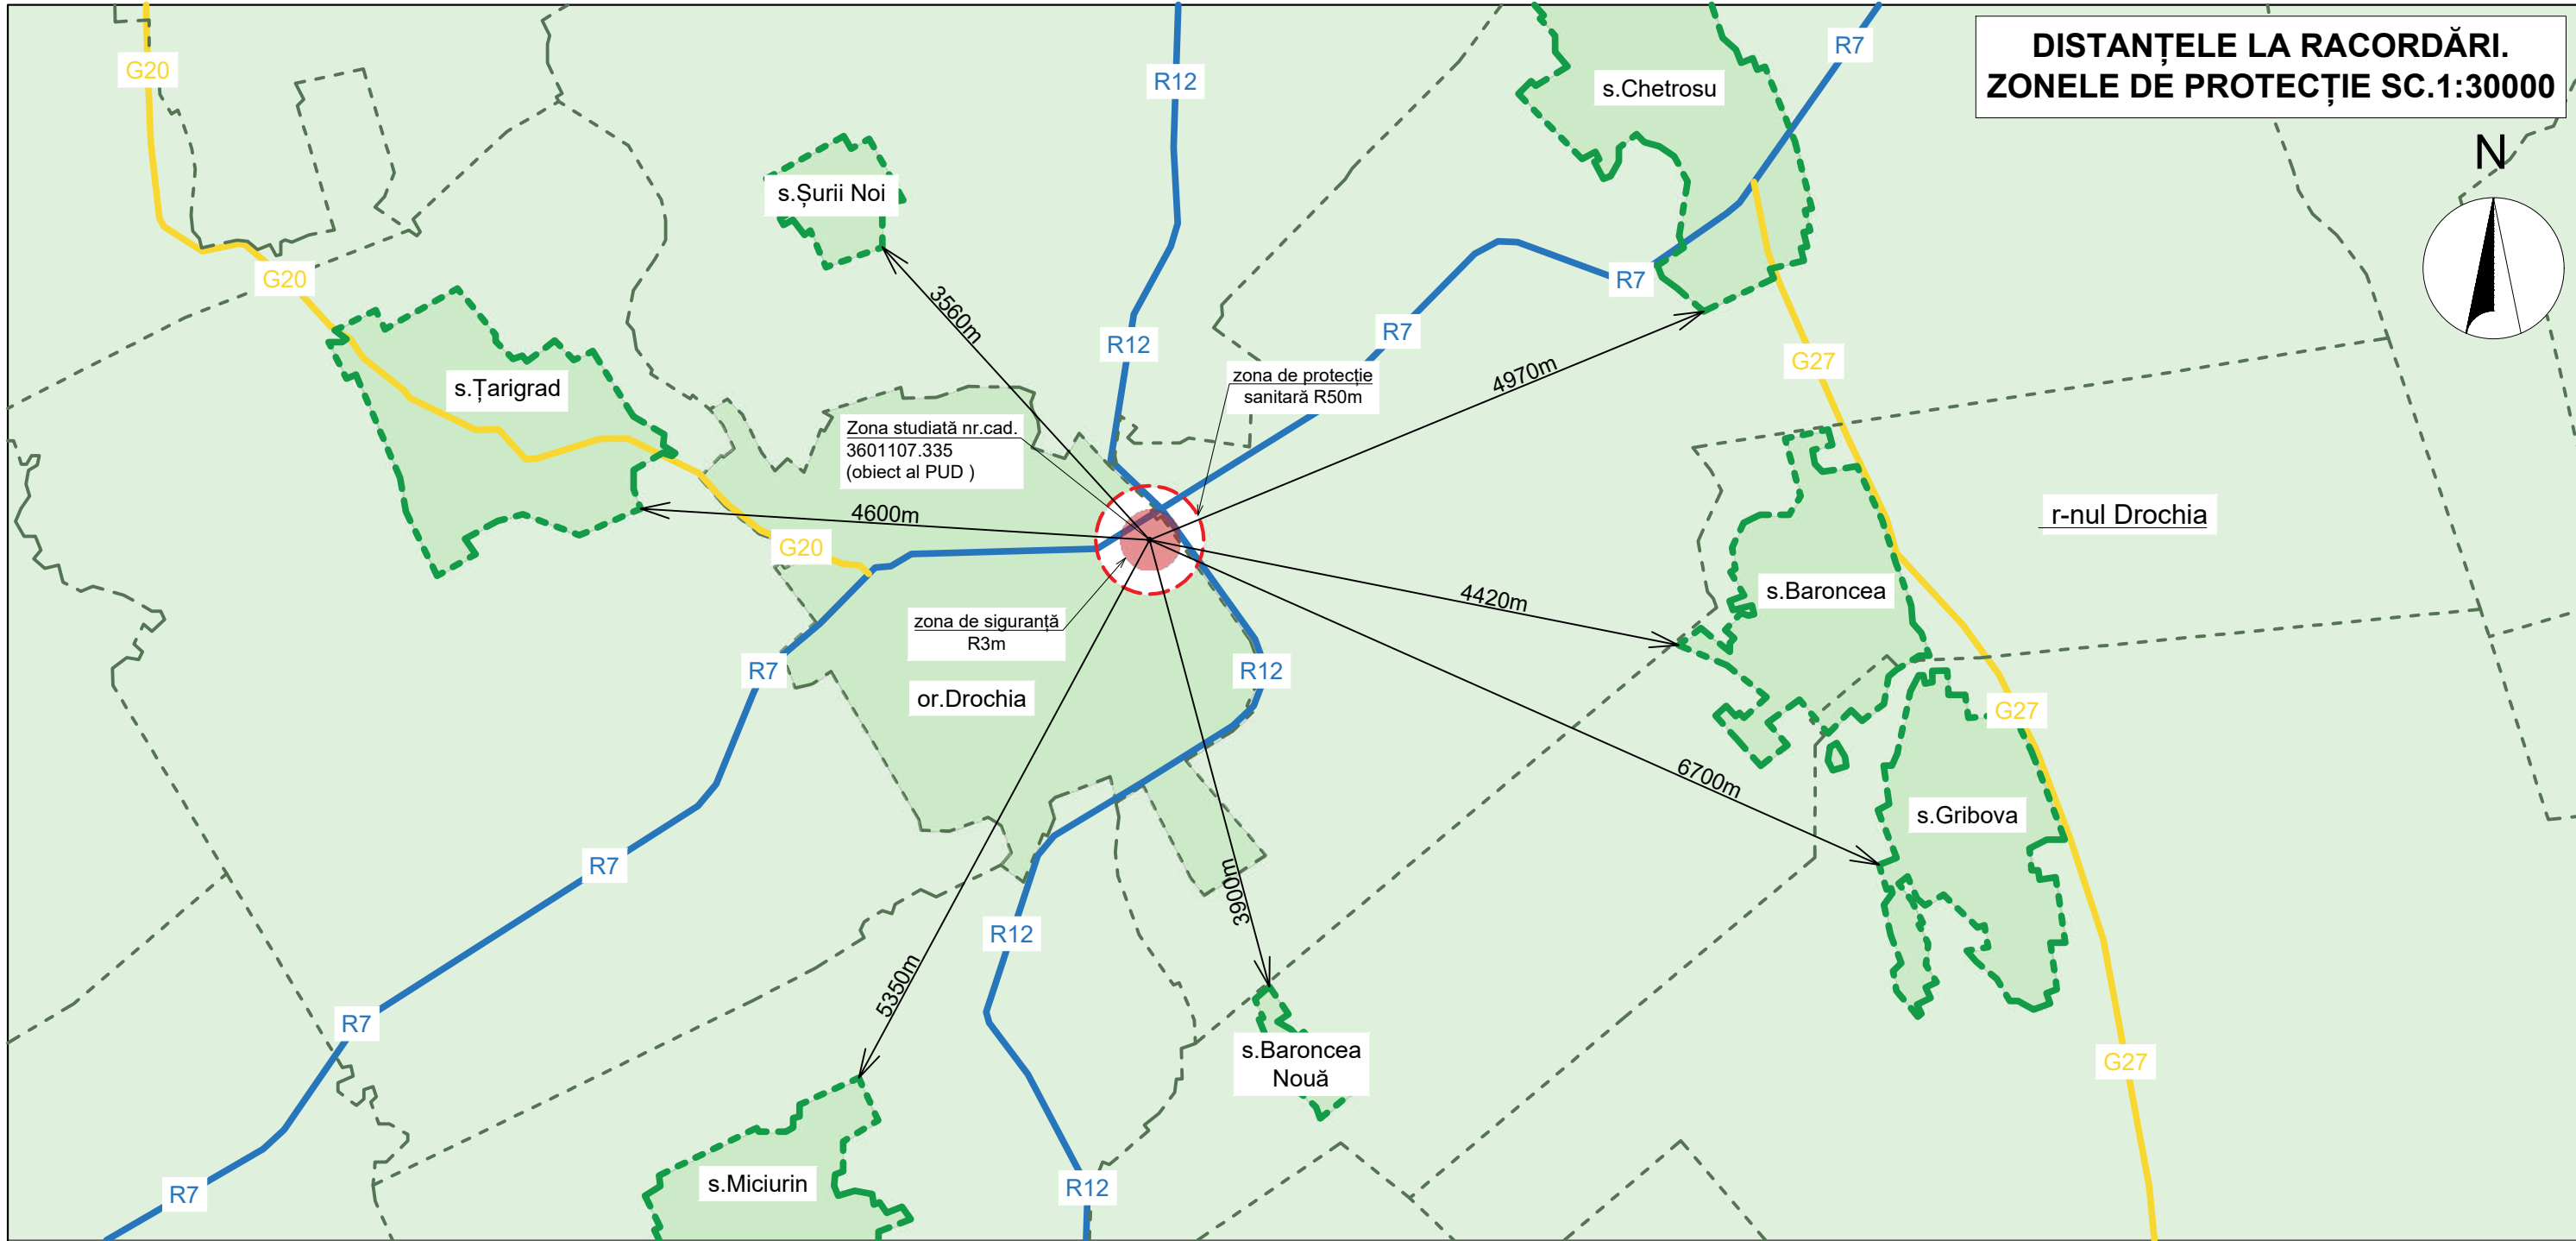 DISTANȚELE LA RACORDĂRI.
ZONELE DE PROTECȚIE SC.1:30000
N
G20
R12
R7
s.Chetrosu
s.Șurii Noi
G20
R7
3560m
R12
R7
G27
s.Țarigrad
4970m
zona de protecție
sanitară R50m
Zona studiată nr.cad.
3601107.335
(obiect al PUD )
4600m
r-nul Drochia
G20
4420m
s.Baroncea
zona de siguranță
R3m
R7
R12
or.Drochia
G27
6700m
s.Gribova
R7
3900m
R12
5350m
R7
s.Baroncea
Nouă
G27
s.Miciurin
R12
R7